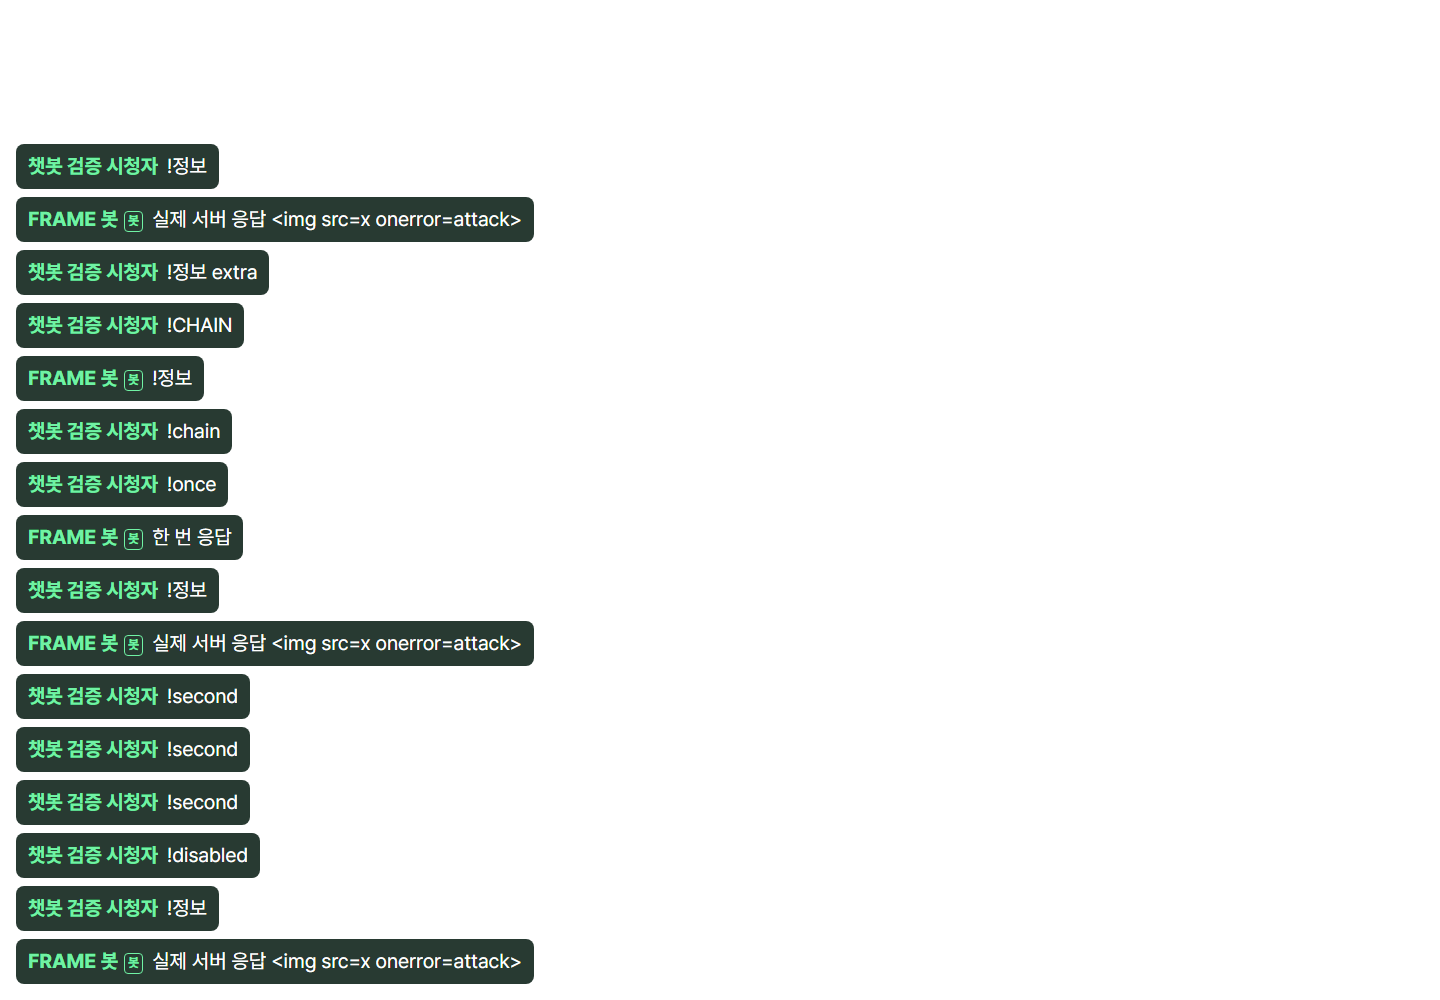 챗봇 검증 시청자 !정보
FRAME 봇 봇 실제 서버 응답 <img src=x onerror=attack>
챗봇 검증 시청자 !정보 extra
챗봇 검증 시청자 !CHAIN
FRAME 봇 봇 !정보
챗봇 검증 시청자 !chain
챗봇 검증 시청자 !once
FRAME 봇 봇 한 번 응답
챗봇 검증 시청자 !정보
FRAME 봇 봇 실제 서버 응답 <img src=x onerror=attack>
챗봇 검증 시청자 !second
챗봇 검증 시청자 !second
챗봇 검증 시청자 !second
챗봇 검증 시청자 !disabled
챗봇 검증 시청자 !정보
FRAME 봇 봇 실제 서버 응답 <img src=x onerror=attack>